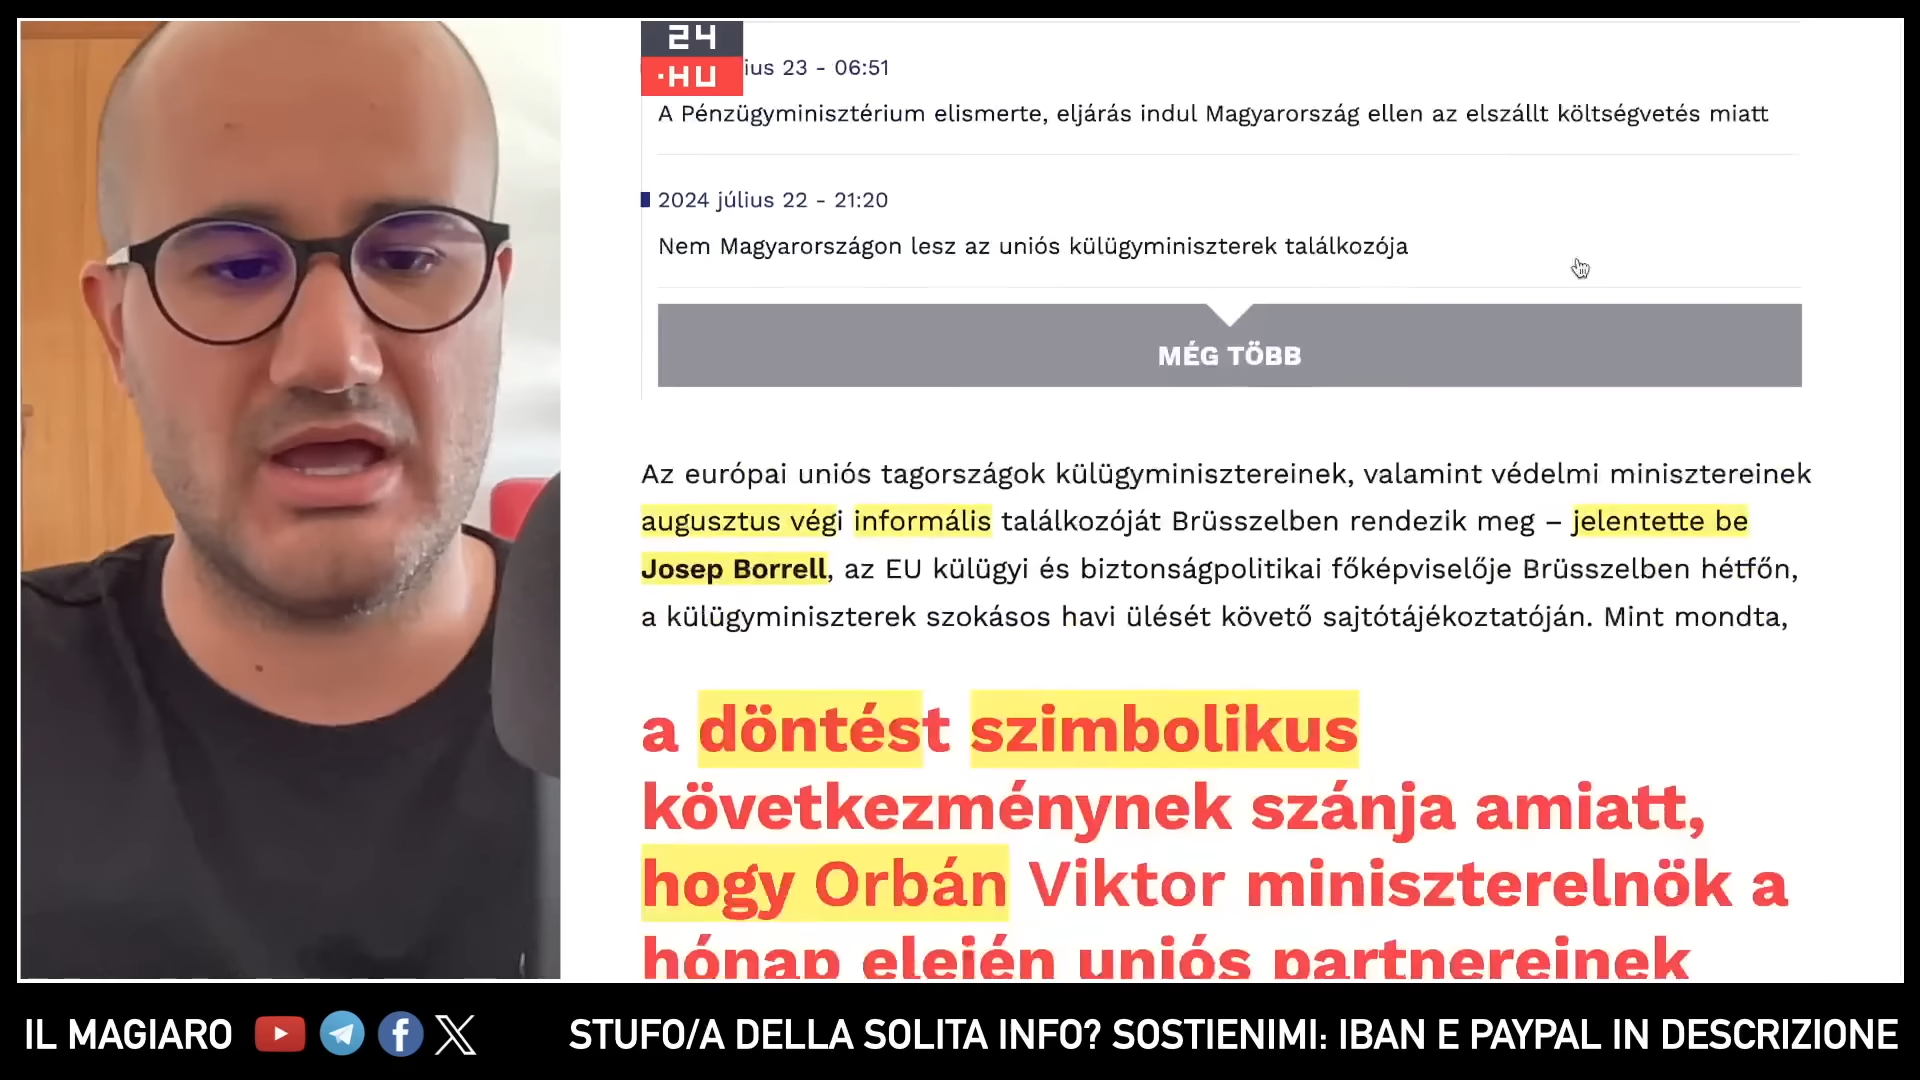 24
.HU
ius 23 - 06:51
A Pénzügyminisztérium elismerte, eljárás indul Magyarország ellen az elszállt költségvetés miatt
2024 július 22 - 21:20
Nem Magyarországon lesz az uniós külügyminiszterek találkozója
MÉG TÖBB
Az európai uniós tagországok külügyminisztereinek, valamint védelmi minisztereinek
augusztus végi informális találkozóját Brüsszelben rendezik meg – jelentette be
Josep Borrell, az EU külügyi és biztonságpolitikai főképviselője Brüsszelben hétfőn,
a külügyminiszterek szokásos havi ülését követő sajtótájékoztatóján. Mint mondta,
a döntést szimbolikus
következménynek szánja amiatt,
hogy Orbán Viktor miniszterelnök a
hónap elején uniós partnereinek
IL MAGIARO
STUFO/A DELLA SOLITA INFO? SOSTIENIMI: IBAN E PAYPAL IN DESCRIZIONE